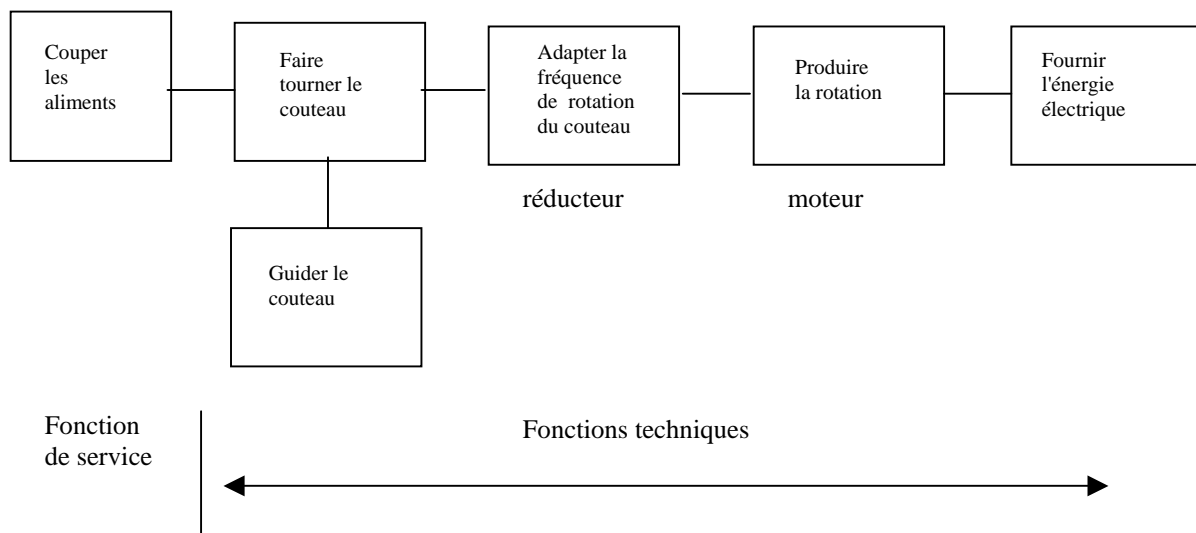 Couper
les
aliments
Faire
tourner le
couteau
Adapter la
fréquence
de rotation
du couteau
Produire
la rotation
Fournir
l'énergie
électrique
réducteur
moteur
Guider le
couteau
Fonction
de service
Fonctions techniques